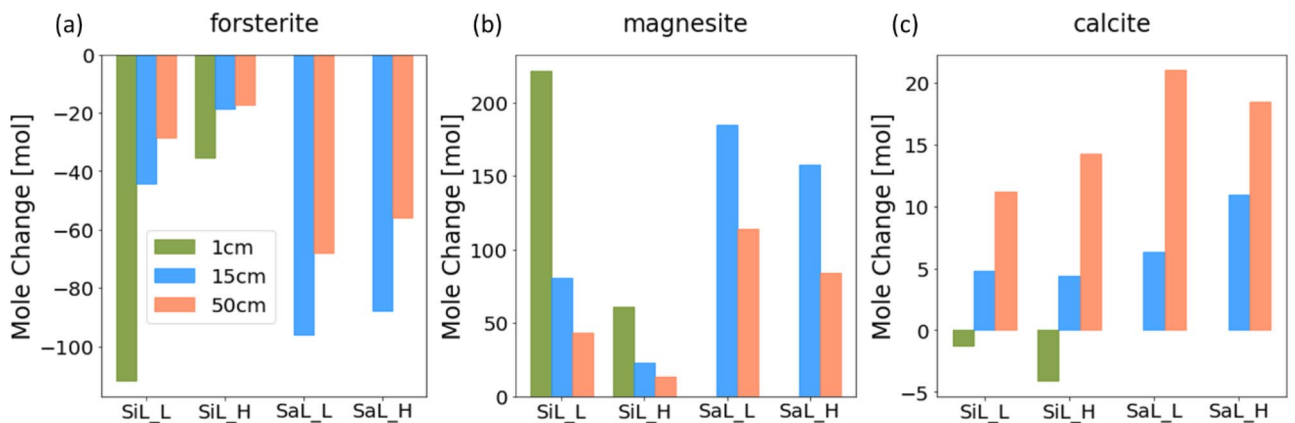 (a) forsterite
Mole Change [mol]
0
−20
−40
−60
−80
−100
1cm
15cm
50cm
SiL_L SiL_H SaL_L SaL_H
(b) magnesite
Mole Change [mol]
200
150
100
50
0
SiL_L SiL_H SaL_L SaL_H
(c) calcite
Mole Change [mol]
20
15
10
5
0
−5
SiL_L SiL_H SaL_L SaL_H